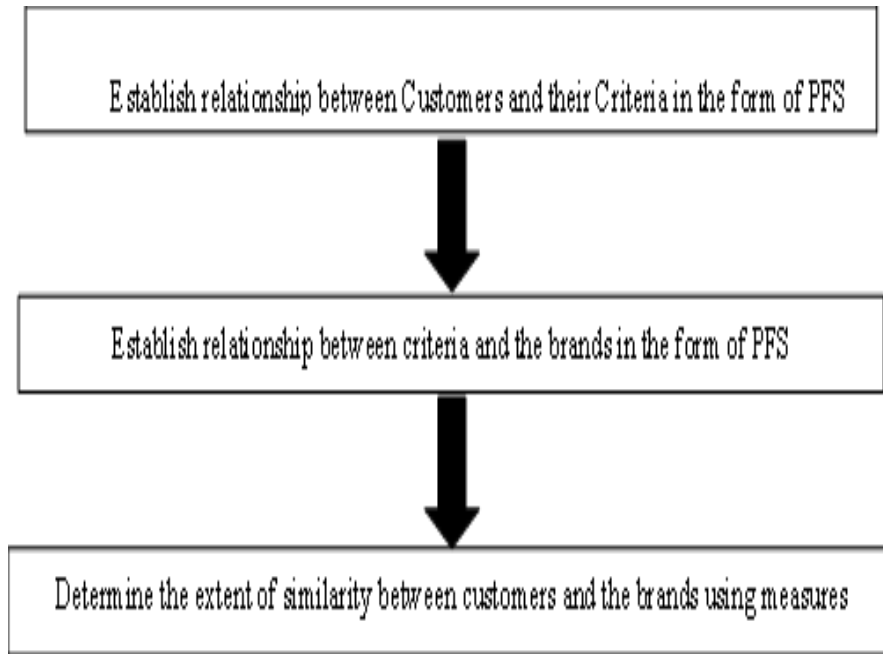 Establish relationship between Customers and their Criteria in the form of PFS
Establish relationship between criteria and the brands in the form of PFS
Determine the extent of similarity between customers and the brands using measures